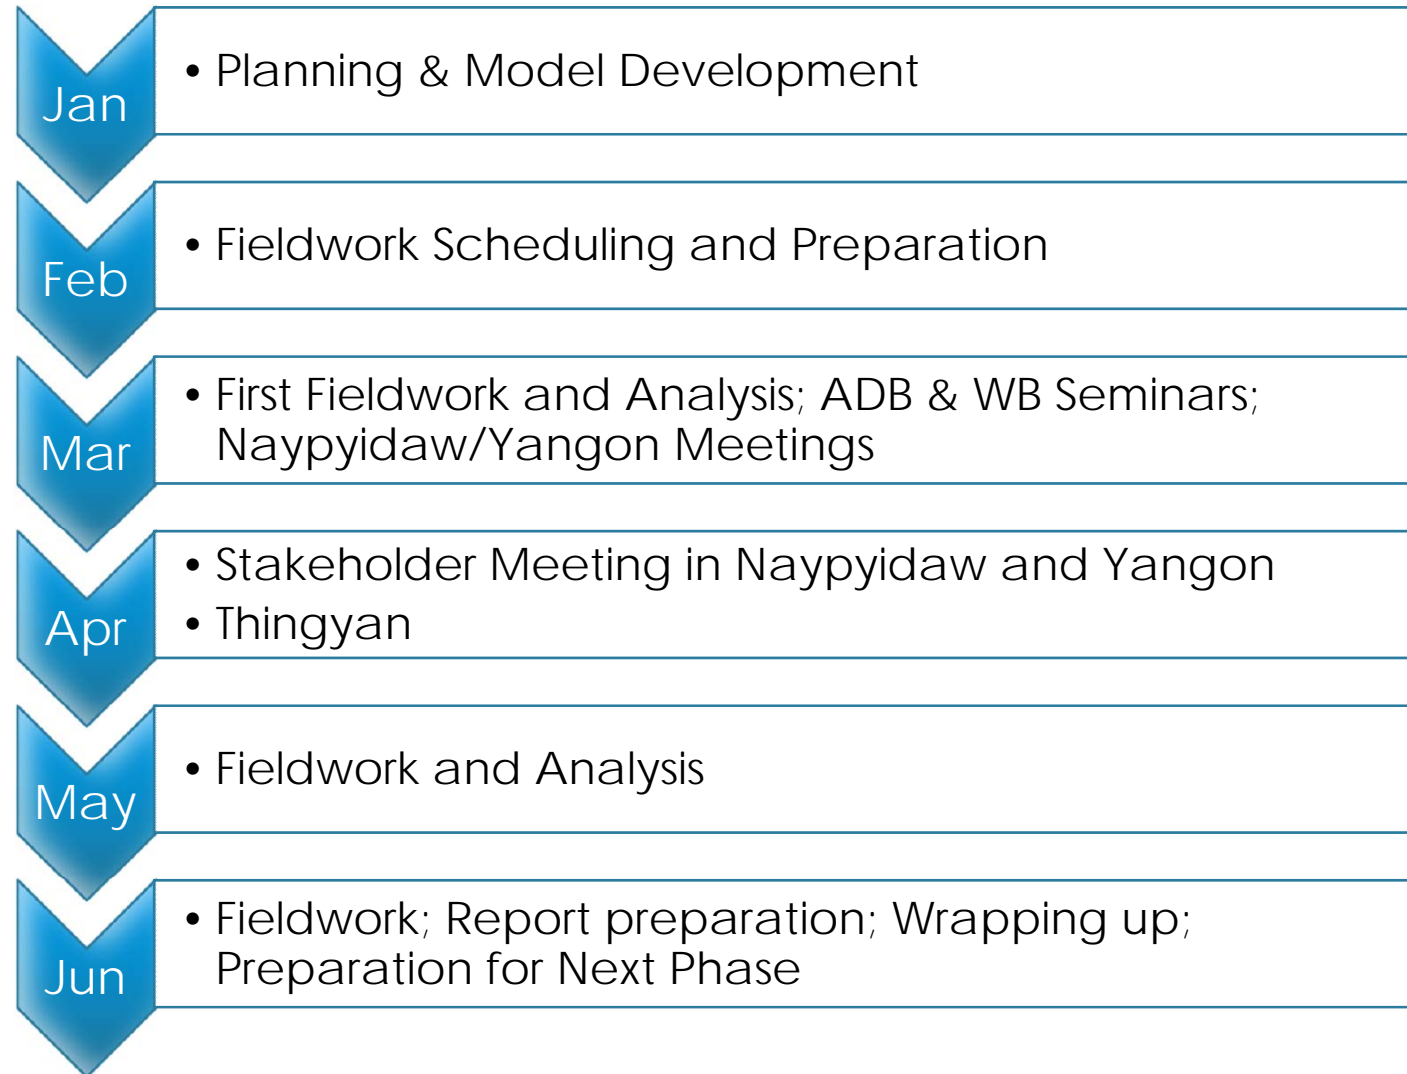 Jan
• Planning & Model Development
Feb
• Fieldwork Scheduling and Preparation
Mar
• First Fieldwork and Analysis; ADB & WB Seminars;
Naypyidaw/Yangon Meetings
Apr
• Stakeholder Meeting in Naypyidaw and Yangon
• Thingyan
May
• Fieldwork and Analysis
Jun
• Fieldwork; Report preparation; Wrapping up;
Preparation for Next Phase